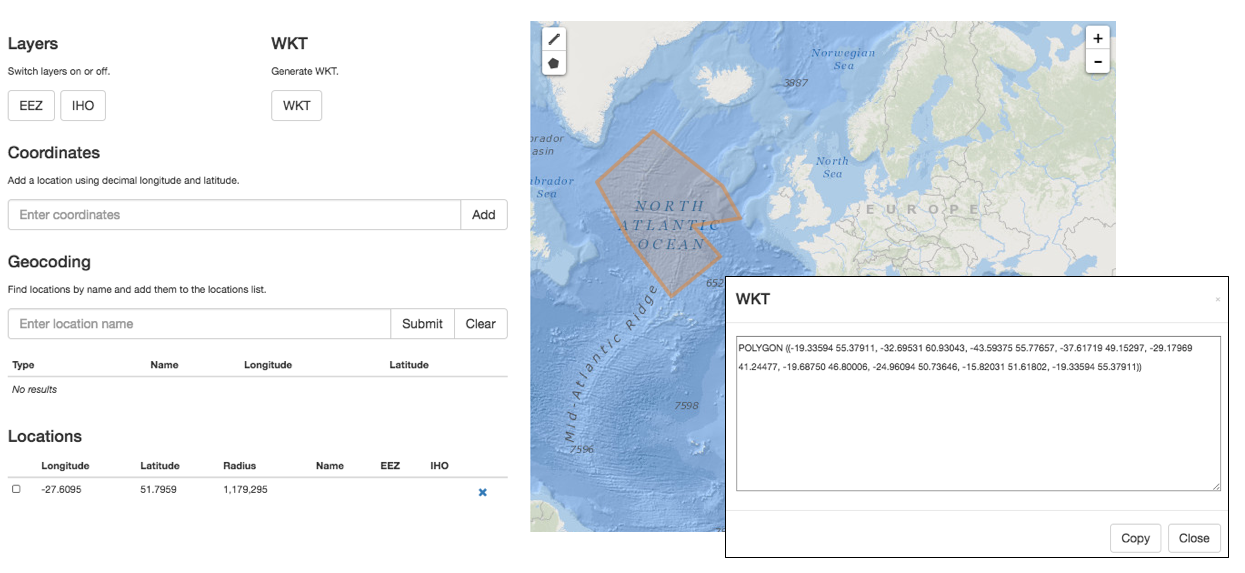 Layers
Switch layers on or off.
EEZ IHO
WKT
Generate WKT.
WKT
Coordinates
Add a location using decimal longitude and latitude.
Enter coordinates Add
Geocoding
Find locations by name and add them to the locations list.
Enter location name Submit Clear
Type Name Longitude Latitude
No results
Locations
Longitude Latitude Radius Name EEZ IHO
-27.6095 51.7959 1,179,295
+
-
Norwegian
Sea
3887
rador
asin
brador
Sea
North
Sea
EUROPE
NORTH
ATLANTIC
OCEAN
652
Mid-Atlantic Ridge
7598
7596
WKT
×
POLYGON ((-19.33594 55.37911, -32.69531 60.93043, -43.59375 55.77657, -37.61719 49.15297, -29.17969
41.24477, -19.68750 46.80006, -24.96094 50.73646, -15.82031 51.61802, -19.33594 55.37911))
Copy Close